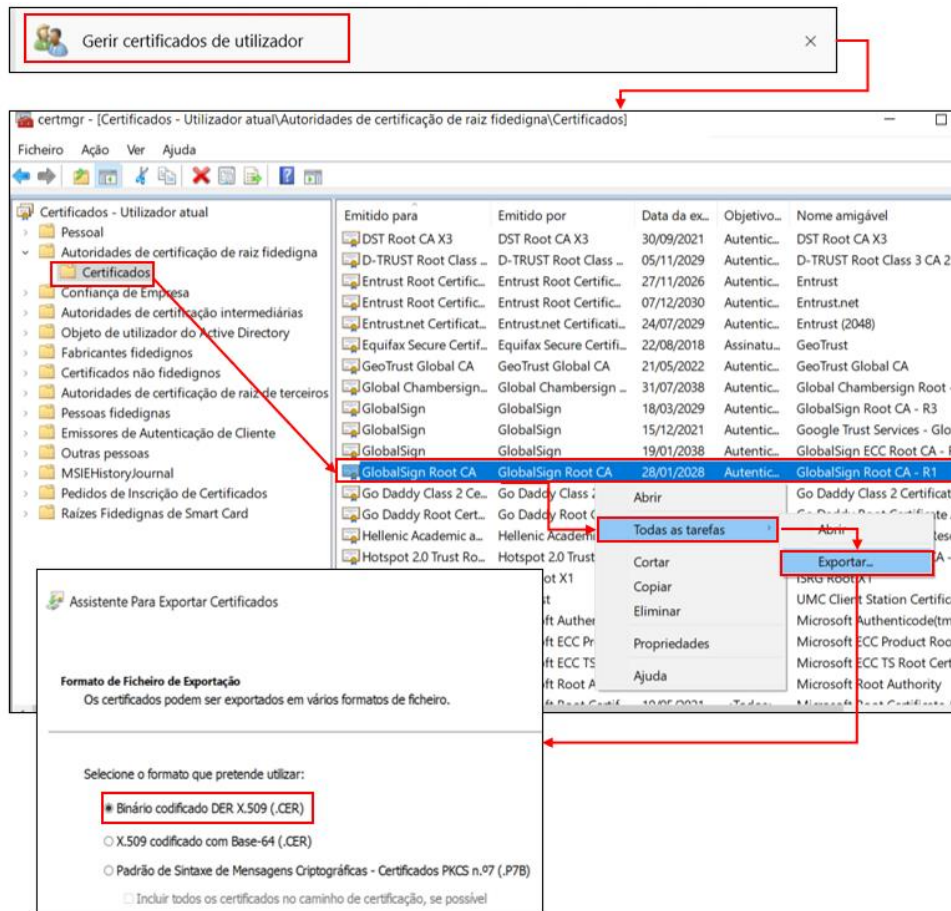 Gerir certificados de utilizador
certmgr - [Certificados - Utilizador atual\Autoridades de certificação de raiz fidedigna\Certificados]
Ficheiro Ação Ver Ajuda
Certificados - Utilizador atual
Pessoal
Autoridades de certificação de raiz fidedigna
Certificados
Confiança de Empresa
Autoridades de certificação intermediárias
Objeto de utilizador do Active Directory
Fabricantes fidedignos
Certificados não fidedignos
Autoridades de certificação de raiz de terceiros
Pessoas fidedignas
Emissores de Autenticação de Cliente
Outras pessoas
MSIEHistoryJournal
Pedidos de Inscrição de Certificados
Raízes Fidedignas de Smart Card
Emitido para Emitido por Data da ex... Objetivo... Nome amigável
DST Root CA X3 DST Root CA X3 30/09/2021 Autentic... DST Root CA X3
D-TRUST Root Class ... D-TRUST Root Class ... 05/11/2029 Autentic... D-TRUST Root Class 3 CA 2
Entrust Root Certific... Entrust Root Certific... 27/11/2026 Autentic... Entrust
Entrust Root Certific... Entrust Root Certific... 07/12/2030 Autentic... Entrust.net
Entrust.net Certificat... Entrust.net Certificati... 24/07/2029 Autentic... Entrust (2048)
Equifax Secure Certif... Equifax Secure Certifi... 22/08/2018 Assinatu... GeoTrust
GeoTrust Global CA GeoTrust Global CA 21/05/2022 Autentic... GeoTrust Global CA
Global Chambersign... Global Chambersign ... 31/07/2038 Autentic... Global Chambersign Root
GlobalSign GlobalSign 18/03/2029 Autentic... GlobalSign Root CA - R3
GlobalSign GlobalSign 15/12/2021 Autentic... Google Trust Services - Glo
GlobalSign GlobalSign 19/01/2038 Autentic... GlobalSign ECC Root CA -
GlobalSign Root CA GlobalSign Root CA 28/01/2028 Autentic... GlobalSign Root CA - R1
Go Daddy Class 2 Ce... Go Daddy Class 2 Go Daddy Class 2 Certificat
Go Daddy Root Cert... Go Daddy Root
Hellenic Academic a... Hellenic Academi
Hotspot 2.0 Trust Ro... Hotspot 2.0 Trust
ot X1 ISRG Root X1
st UMC Client Station Certific
ft Auther Microsoft Authenticode(tm
ft ECC Pr Microsoft ECC Product Roo
ft ECC TS Microsoft ECC TS Root Cert
ft Root A Microsoft Root Authority
Abrir
Todas as tarefas
Cortar
Copiar
Eliminar
Propriedades
Ajuda
Abrir
Exportar...
Assistente Para Exportar Certificados
Formato de Ficheiro de Exportação
Os certificados podem ser exportados em vários formatos de ficheiro.
Selecione o formato que pretende utilizar:
Binário codificado DER X.509 (.CER)
X.509 codificado com Base-64 (.CER)
Padrão de Sintaxe de Mensagens Criptográficas - Certificados PKCS n.º7 (.P7B)
Incluir todos os certificados no caminho de certificação, se possível